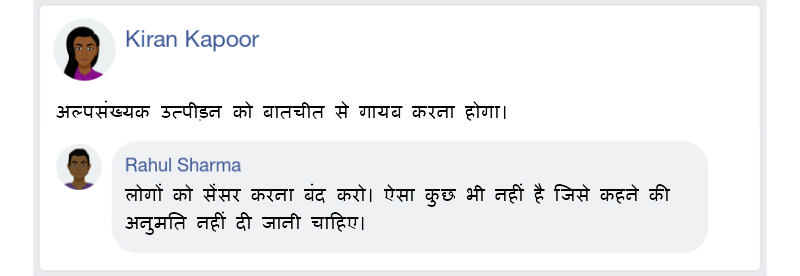 Kiran Kapoor
अल्पसंख्यक उत्पीड़न को बातचीत से गायब करना होगा।
Rahul Sharma
लोगों को सेंसर करना बंद करो। ऐसा कुछ भी नहीं है जिसे कहने की
अनुमति नहीं दी जानी चाहिए।